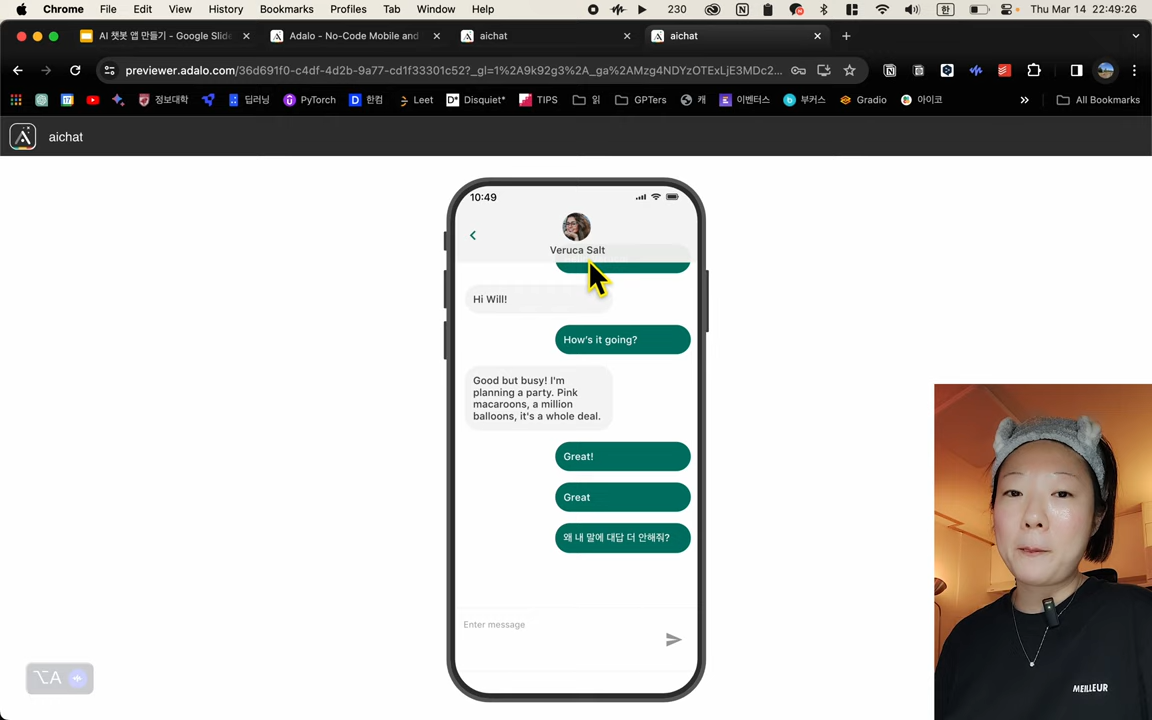 Chrome File Edit View History Bookmarks Profiles Tab Window Help 230 한 Thu Mar 14 22:49:26
AI 챗봇 앱 만들기 - Google Slide
Adalo - No-Code Mobile and
aichat
aichat
previewer.adalo.com/36d691f0-c4df-4d2b-9a77-cd1f33301c52?_gl=1%2A9k92g3%2A_ga%2AMzg4NDYzOTExLjE3MDc2...
정보대학 딥러닝 PyTorch 한컴 Leet Disquiet* TIPS 읽 GPTers 캐 이벤터스 부커스 Gradio 아이코 » All Bookmarks
aichat
10:49
Veruca Salt
Hi Will!
How's it going?
Good but busy! I'm
planning a party. Pink
macaroons, a million
balloons, it's a whole deal.
Great!
Great
왜 내 말에 대답 더 안해줘?
Enter message
⌥A
MEILLEUR